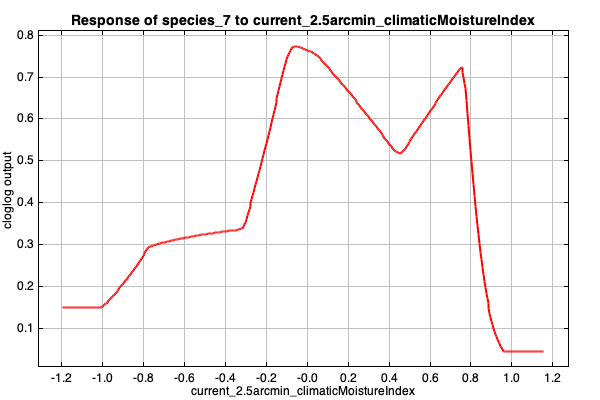 Response of species_7 to current_2.5arcmin_climaticMoistureIndex
0.8
0.7
0.6
0.5
0.4
0.3
0.2
0.1
cloglog output
-1.2 -1.0 -0.8 -0.6 -0.4 -0.2 0.0 0.2 0.4 0.6 0.8 1.0 1.2
current_2.5arcmin_climaticMoistureIndex